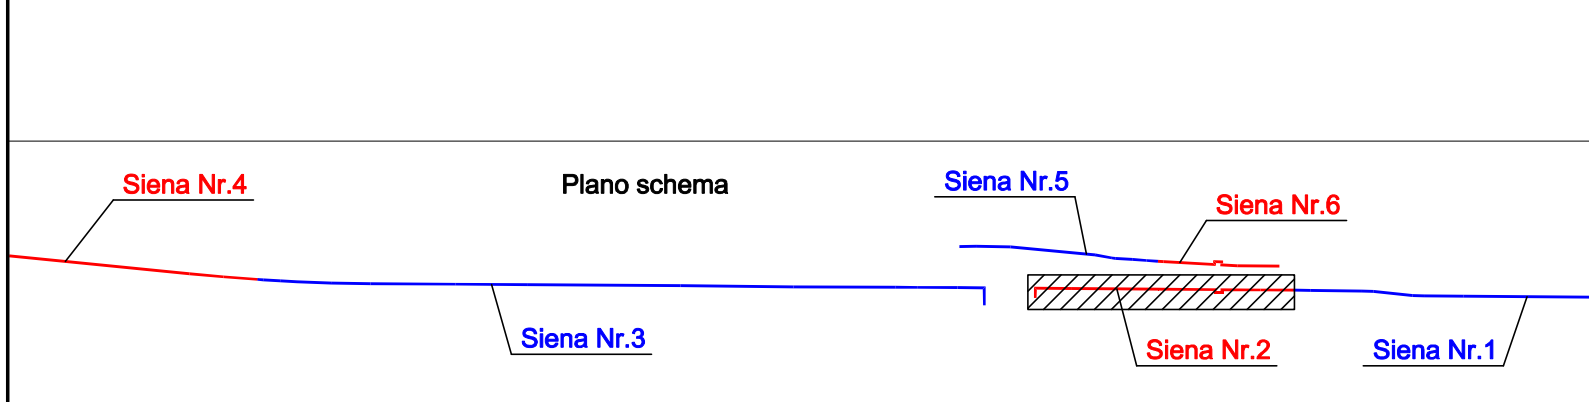 Siena Nr.4
Plano schema
Siena Nr.5
Siena Nr.6
Siena Nr.3
Siena Nr.2
Siena Nr.1